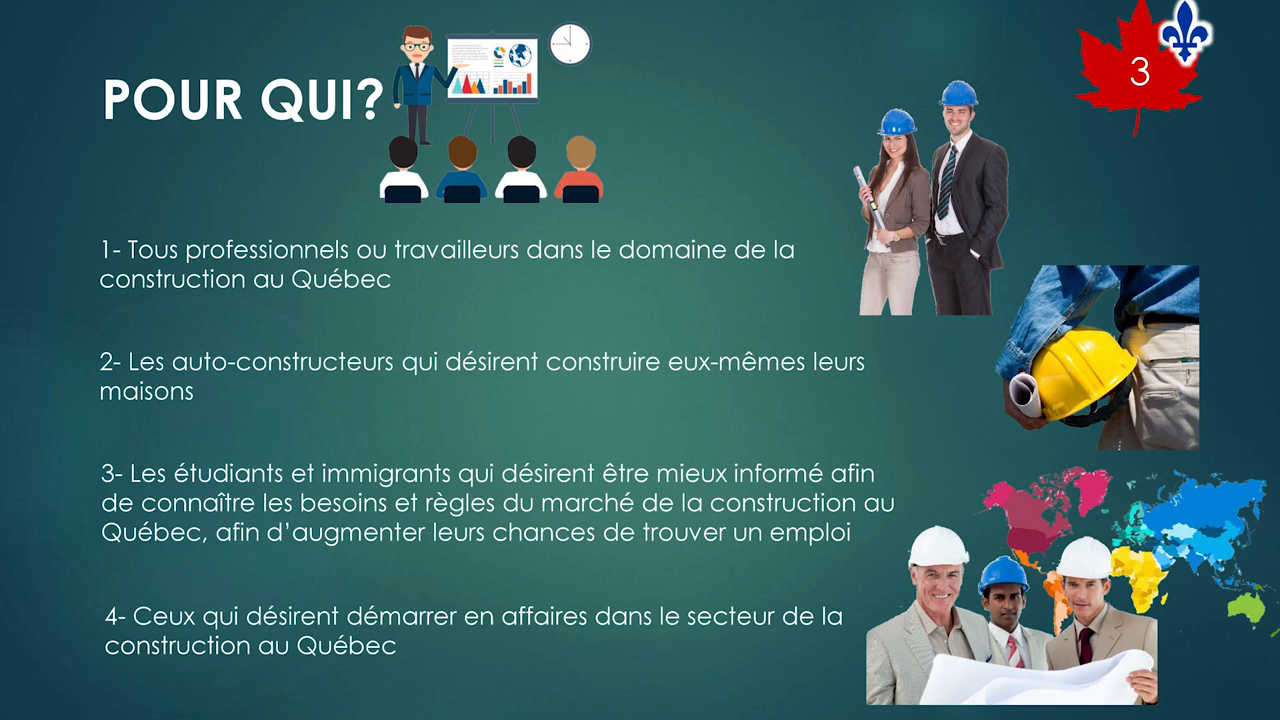 POUR QUI?
3
1- Tous professionnels ou travailleurs dans le domaine de la
construction au Québec
2- Les auto-constructeurs qui désirent construire eux-mêmes leurs
maisons
3- Les étudiants et immigrants qui désirent être mieux informé afin
de connaître les besoins et règles du marché de la construction au
Québec, afin d’augmenter leurs chances de trouver un emploi
4- Ceux qui désirent démarrer en affaires dans le secteur de la
construction au Québec